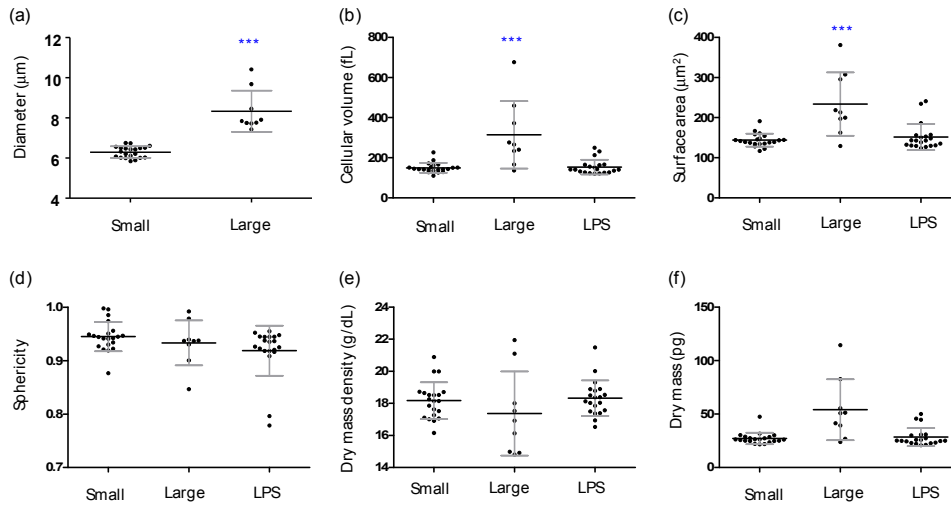 (a)
Diameter (μm)
12
10
8
6
4
***
Small Large
(b)
Cellular volume (fL)
800
600
400
200
0
***
Small Large LPS
(c)
Surface area (μm²)
400
300
200
100
0
***
Small Large LPS
(d)
Sphericity
1.0
0.9
0.8
0.7
Small Large LPS
(e)
Dry mass density (g/dL)
24
22
20
18
16
14
Small Large LPS
(f)
Dry mass (pg)
150
100
50
0
Small Large LPS